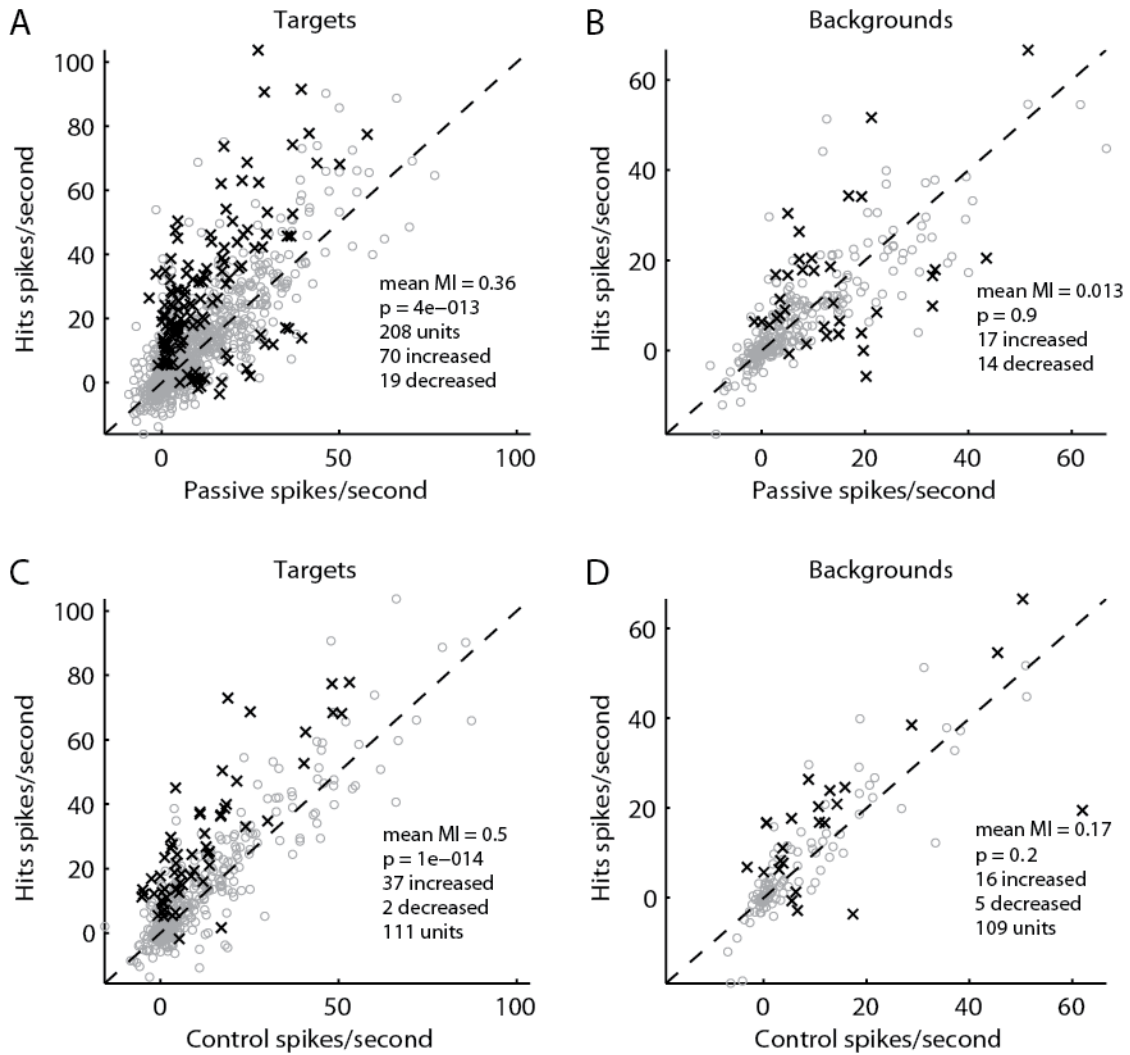 A
Targets
Hits spikes/second
100
80
60
40
20
0
mean MI = 0.36
p = 4e−013
208 units
70 increased
19 decreased
0
50
100
Passive spikes/second
B
Backgrounds
Hits spikes/second
60
40
20
0
mean MI = 0.013
p = 0.9
17 increased
14 decreased
0
20
40
60
Passive spikes/second
C
Targets
Hits spikes/second
100
80
60
40
20
0
mean MI = 0.5
p = 1e−014
37 increased
2 decreased
111 units
0
50
100
Control spikes/second
D
Backgrounds
Hits spikes/second
60
40
20
0
mean MI = 0.17
p = 0.2
16 increased
5 decreased
109 units
0
20
40
60
Control spikes/second